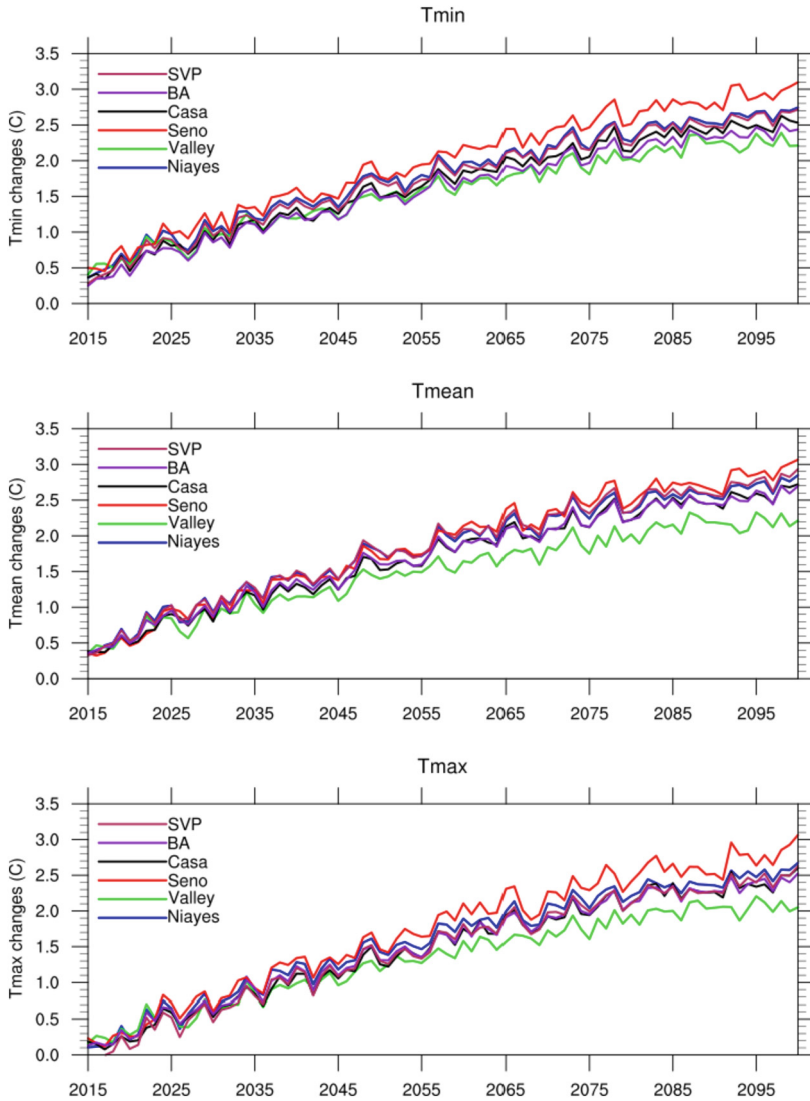 Tmin
Tmin changes (C)
3.5
3.0
2.5
2.0
1.5
1.0
0.5
0.0
SVP
BA
Casa
Seno
Valley
Niayes
2015 2025 2035 2045 2055 2065 2075 2085 2095
Tmean
Tmean changes (C)
3.5
3.0
2.5
2.0
1.5
1.0
0.5
0.0
SVP
BA
Casa
Seno
Valley
Niayes
2015 2025 2035 2045 2055 2065 2075 2085 2095
Tmax
Tmax changes (C)
3.5
3.0
2.5
2.0
1.5
1.0
0.5
0.0
SVP
BA
Casa
Seno
Valley
Niayes
2015 2025 2035 2045 2055 2065 2075 2085 2095